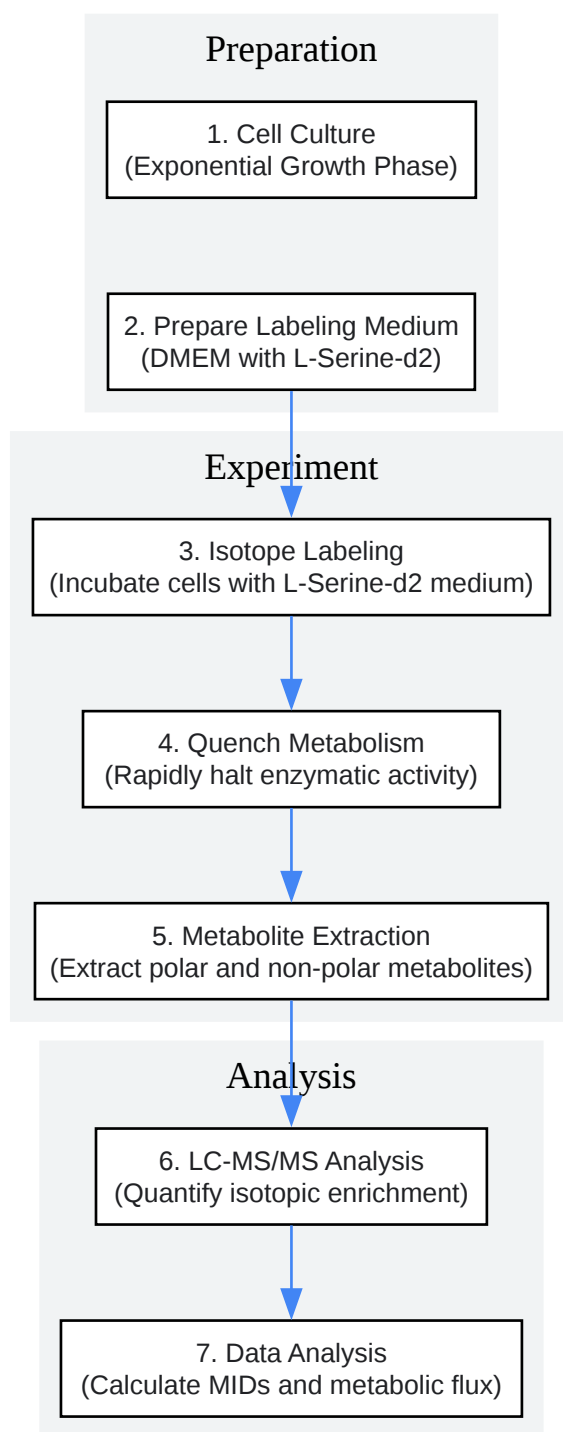 Preparation
1. Cell Culture
(Exponential Growth Phase)
2. Prepare Labeling Medium
(DMEM with L-Serine-d2)
Experiment
3. Isotope Labeling
(Incubate cells with L-Serine-d2 medium)
4. Quench Metabolism
(Rapidly halt enzymatic activity)
5. Metabolite Extraction
(Extract polar and non-polar metabolites)
Analysis
6. LC-MS/MS Analysis
(Quantify isotopic enrichment)
7. Data Analysis
(Calculate MIDs and metabolic flux)